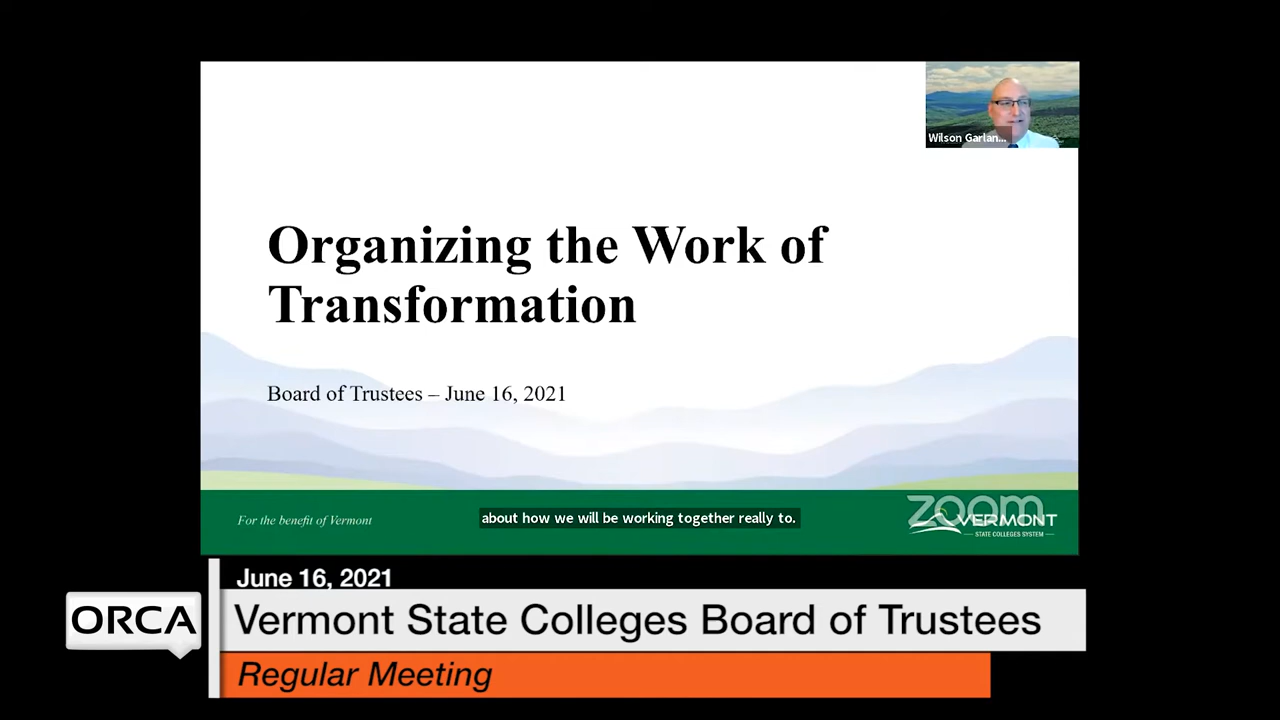 Wilson Garlan...
Organizing the Work of
Transformation
Board of Trustees – June 16, 2021
For the benefit of Vermont
about how we will be working together really to.
zoom
VERMONT
STATE COLLEGES SYSTEM
June 16, 2021
ORCA
Vermont State Colleges Board of Trustees
Regular Meeting